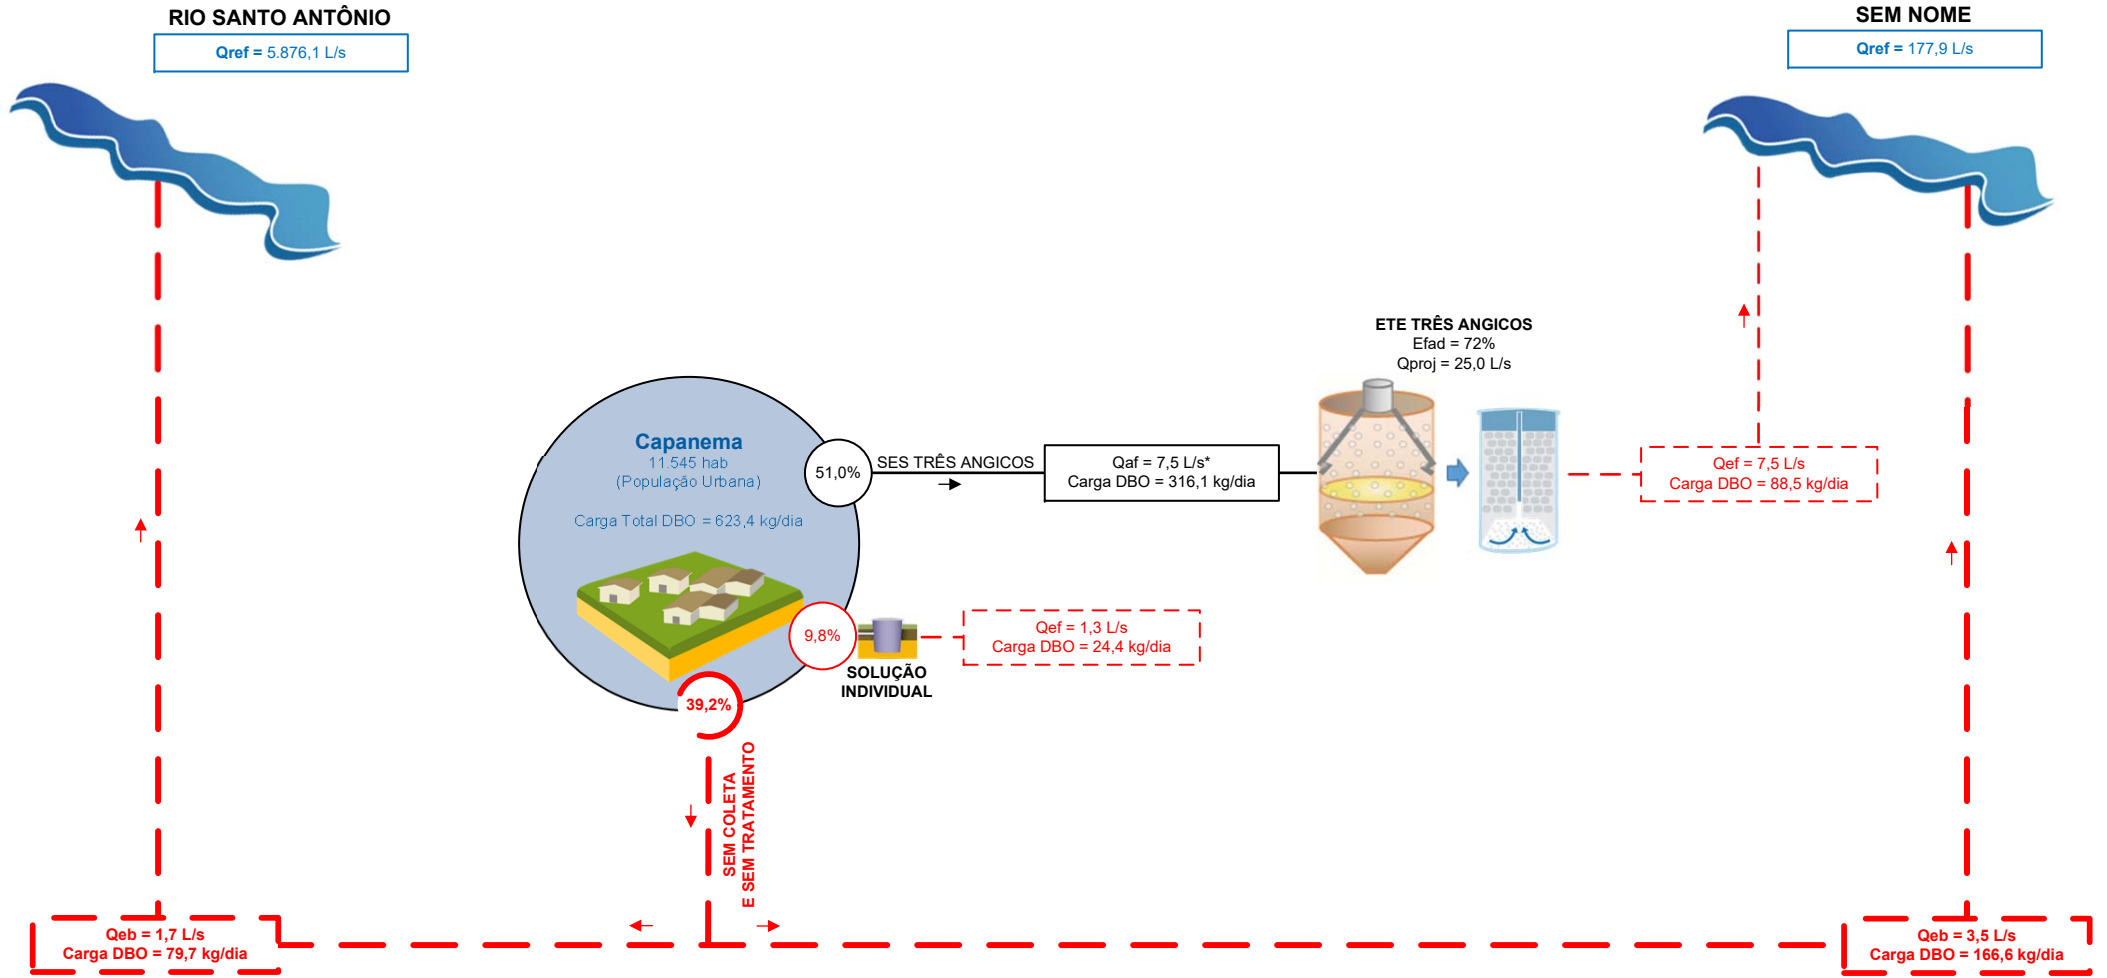 RIO SANTO ANTÔNIO
Qref = 5.876,1 L/s
SEM NOME
Qref = 177,9 L/s
ETE TRÊS ANGICOS
Efad = 72%
Qproj = 25,0 L/s
Capanema
11.545 hab
(População Urbana)
Carga Total DBO = 623,4 kg/dia
51,0%
SES TRÊS ANGICOS
Qaf = 7,5 L/s*
Carga DBO = 316,1 kg/dia
Qef = 7,5 L/s
Carga DBO = 88,5 kg/dia
9,8%
SOLUÇÃO
INDIVIDUAL
Qef = 1,3 L/s
Carga DBO = 24,4 kg/dia
39,2%
SEM COLETA
E SEM TRATAMENTO
Qeb = 1,7 L/s
Carga DBO = 79,7 kg/dia
Qeb = 3,5 L/s
Carga DBO = 166,6 kg/dia